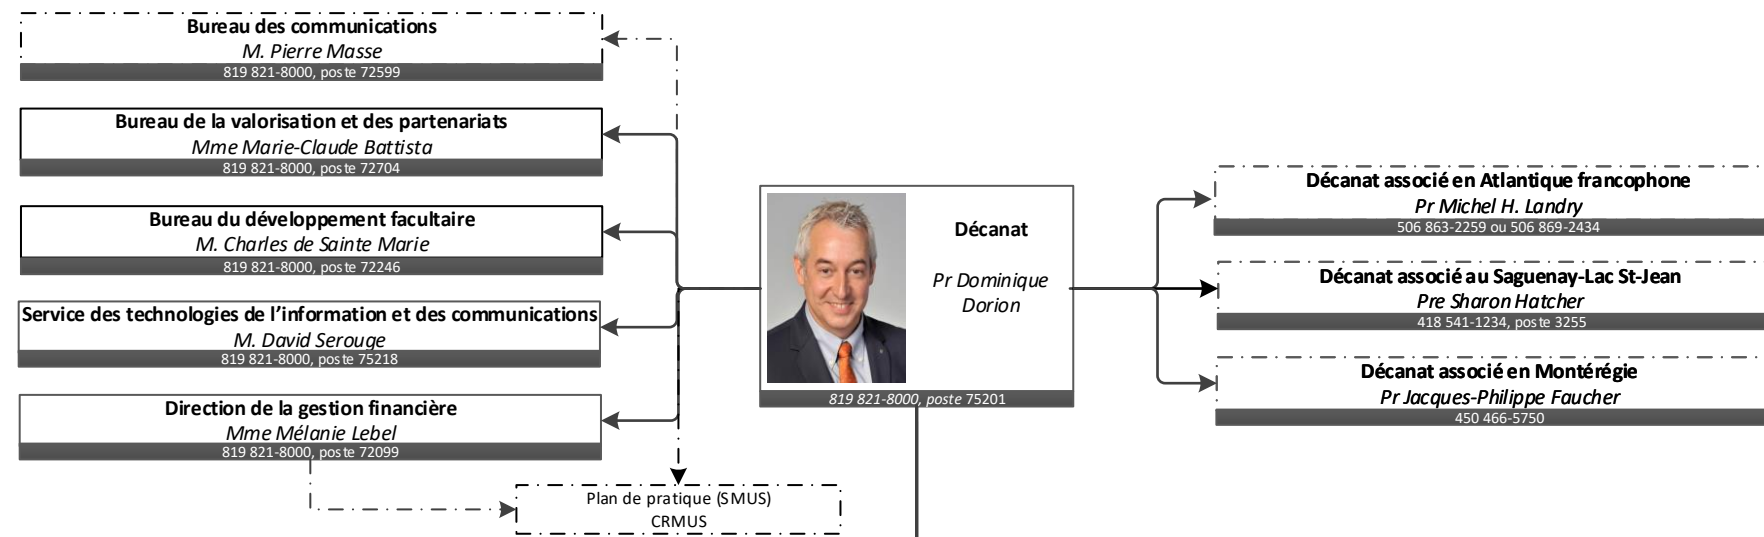 Bureau des communications
M. Pierre Masse
819 821-8000, poste 72599
Bureau de la valorisation et des partenariats
Mme Marie-Claude Battista
819 821-8000, poste 72704
Bureau du développement facultaire
M. Charles de Sainte Marie
819 821-8000, poste 72246
Service des technologies de l’information et des communications
M. David Serouge
819 821-8000, poste 75218
Direction de la gestion financière
Mme Mélanie Lebel
819 821-8000, poste 72099
Plan de pratique (SMUS)
CRMUS
Décanat
Pr Dominique
Dorion
819 821-8000, poste 75201
Décanat associé en Atlantique francophone
Pr Michel H. Landry
506 863-2259 ou 506 869-2434
Décanat associé au Saguenay-Lac St-Jean
Pre Sharon Hatcher
418 541-1234, poste 3255
Décanat associé en Montérégie
Pr Jacques-Philippe Faucher
450 466-5750